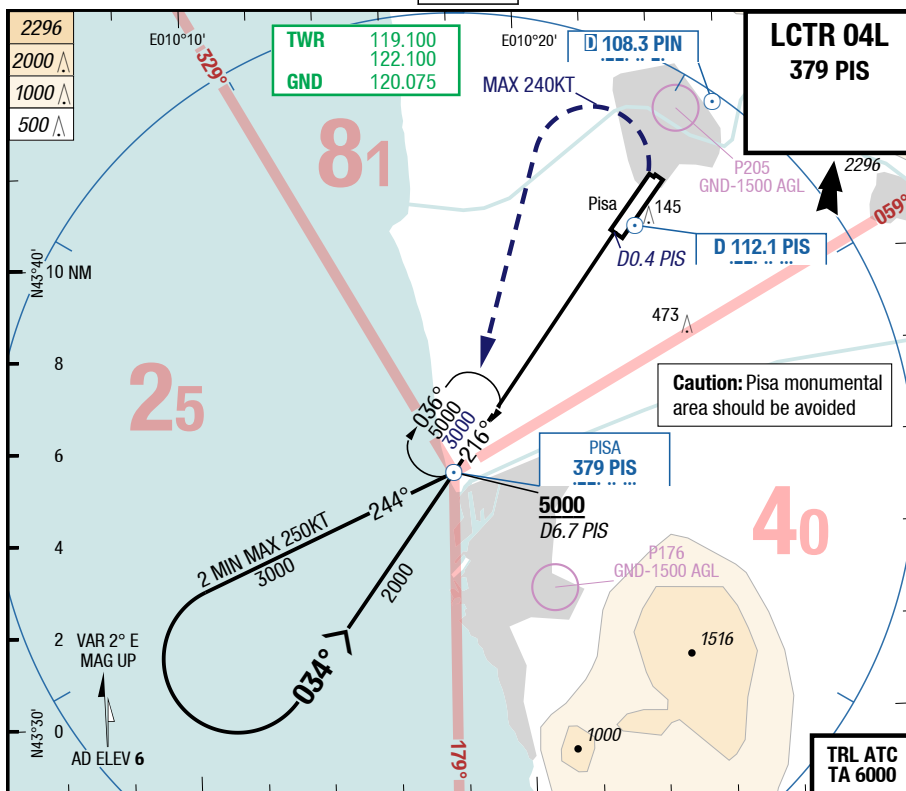 2296
2000
1000
500
E010°10'
329°
TWR 119.100
122.100
GND 120.075
E010°20'
D 108.3 PIN
MAX 240KT
LCTR 04L
379 PIS
81
P205
GND-1500 AGL
2296
059°
Pisa
145
D 112.1 PIS
D0.4 PIS
N43°40'
10 NM
473
8
25
Caution: Pisa monumental
area should be avoided
036°
5000
3000
216°
6
PISA
379 PIS
244°
5000
D6.7 PIS
40
2 MIN MAX 250KT
3000
4
2000
P176
GND-1500 AGL
2
VAR 2° E
MAG UP
034°
1516
N43°30'
0
1000
AD ELEV 6
179°
TRL ATC
TA 6000